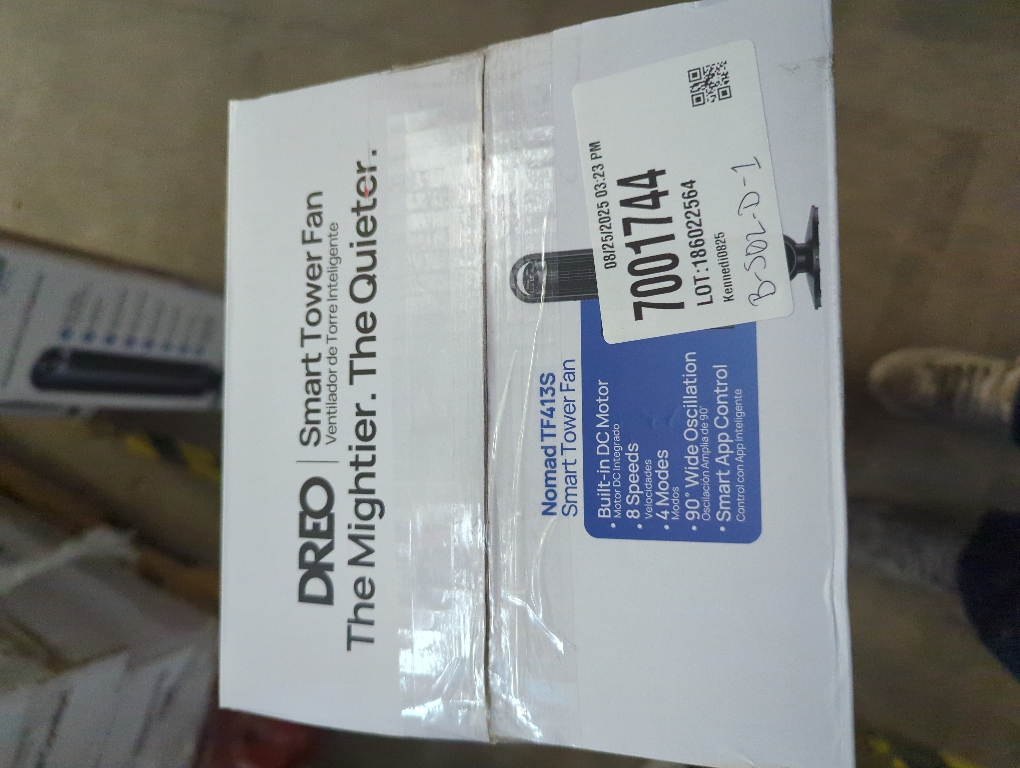 DREO | Smart Tower Fan
Ventilador de Torre Inteligente
The Mightier. The Quieter.
Nomad TF413S
Smart Tower Fan
• Built-in DC Motor
Motor DC Integrado
• 8 Speeds
Velocidades
• 4 Modes
Modos
• 90° Wide Oscillation
Oscilación Amplia de 90°
• Smart App Control
Control con App Inteligente
08/25/2025 03:23 PM
7001744
LOT:186022564
Kennedi0825
B-S02-D-1